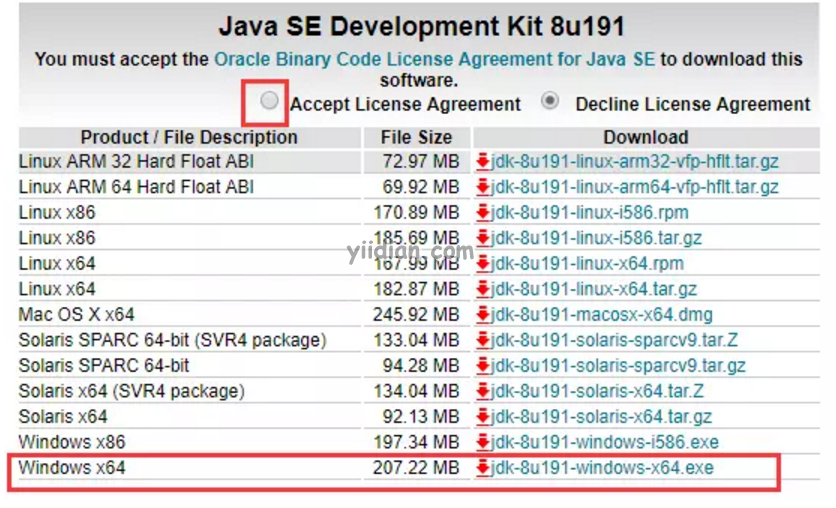 Java SE Development Kit 8u191
You must accept the Oracle Binary Code License Agreement for Java SE to download this
software.
Accept License Agreement Decline License Agreement
Product / File Description File Size Download
Linux ARM 32 Hard Float ABI 72.97 MB jdk-8u191-linux-arm32-vfp-hflt.tar.gz
Linux ARM 64 Hard Float ABI 69.92 MB jdk-8u191-linux-arm64-vfp-hflt.tar.gz
Linux x86 170.89 MB jdk-8u191-linux-i586.rpm
Linux x86 185.69 MB jdk-8u191-linux-i586.tar.gz
yiidian.com
Linux x64 167.99 MB jdk-8u191-linux-x64.rpm
Linux x64 182.87 MB jdk-8u191-linux-x64.tar.gz
Mac OS X x64 245.92 MB jdk-8u191-macosx-x64.dmg
Solaris SPARC 64-bit (SVR4 package) 133.04 MB jdk-8u191-solaris-sparcv9.tar.Z
Solaris SPARC 64-bit 94.28 MB jdk-8u191-solaris-sparcv9.tar.gz
Solaris x64 (SVR4 package) 134.04 MB jdk-8u191-solaris-x64.tar.Z
Solaris x64 92.13 MB jdk-8u191-solaris-x64.tar.gz
Windows x86 197.34 MB jdk-8u191-windows-i586.exe
Windows x64 207.22 MB jdk-8u191-windows-x64.exe